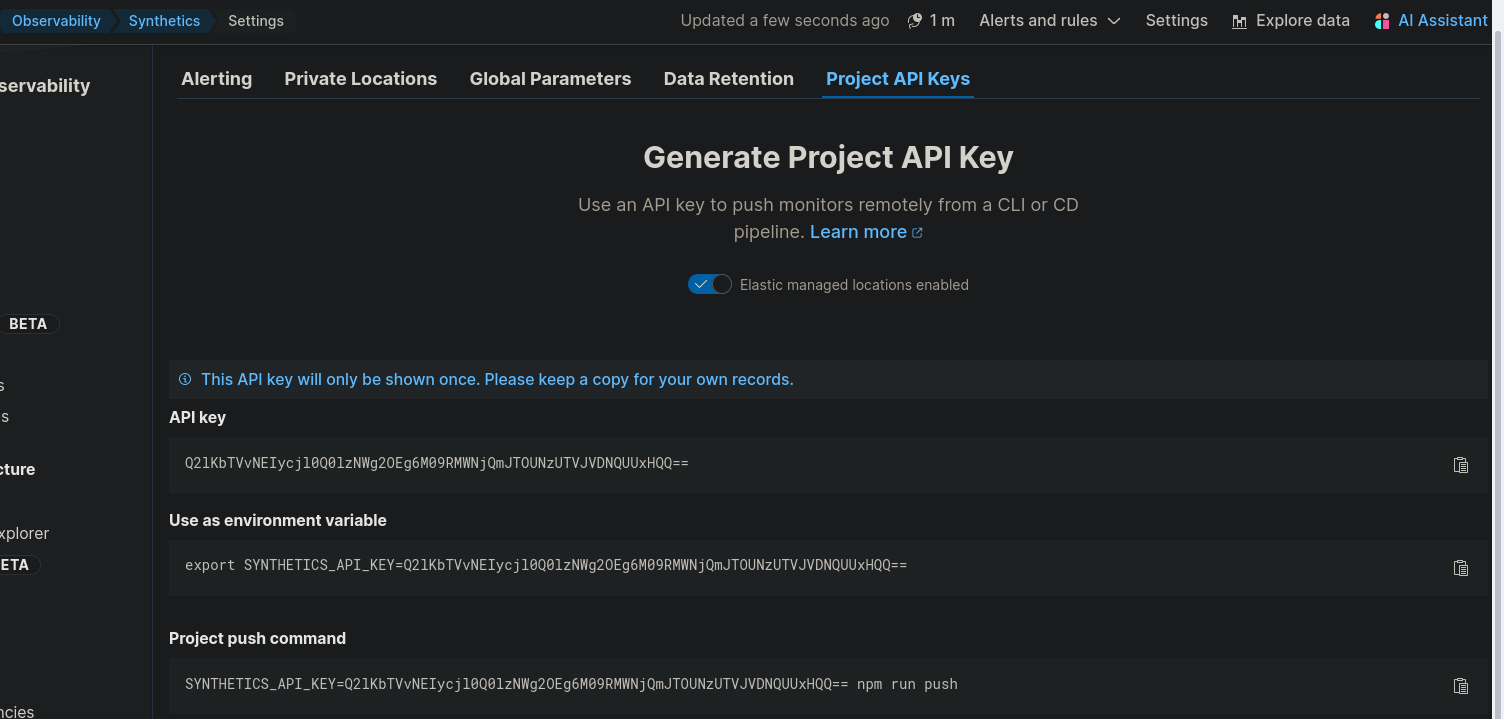 Observability Synthetics Settings Updated a few seconds ago 1 m Alerts and rules Settings Explore data AI Assistant
servability
Alerting Private Locations Global Parameters Data Retention Project API Keys
Generate Project API Key
Use an API key to push monitors remotely from a CLI or CD
pipeline. Learn more
Elastic managed locations enabled
BETA
This API key will only be shown once. Please keep a copy for your own records.
s
API key
s
Q2lKbTVvNEIycjl0Q0lzNWg2OEg6M09RMWNjQmJTOUNzUTVJVDNQUUxHQQ==
cture
Use as environment variable
xplorer
export SYNTHETICS_API_KEY=Q2lKbTVvNEIycjl0Q0lzNWg2OEg6M09RMWNjQmJTOUNzUTVJVDNQUUxHQQ==
ETA
Project push command
SYNTHETICS_API_KEY=Q2lKbTVvNEIycjl0Q0lzNWg2OEg6M09RMWNjQmJTOUNzUTVJVDNQUUxHQQ== npm run push
ncies